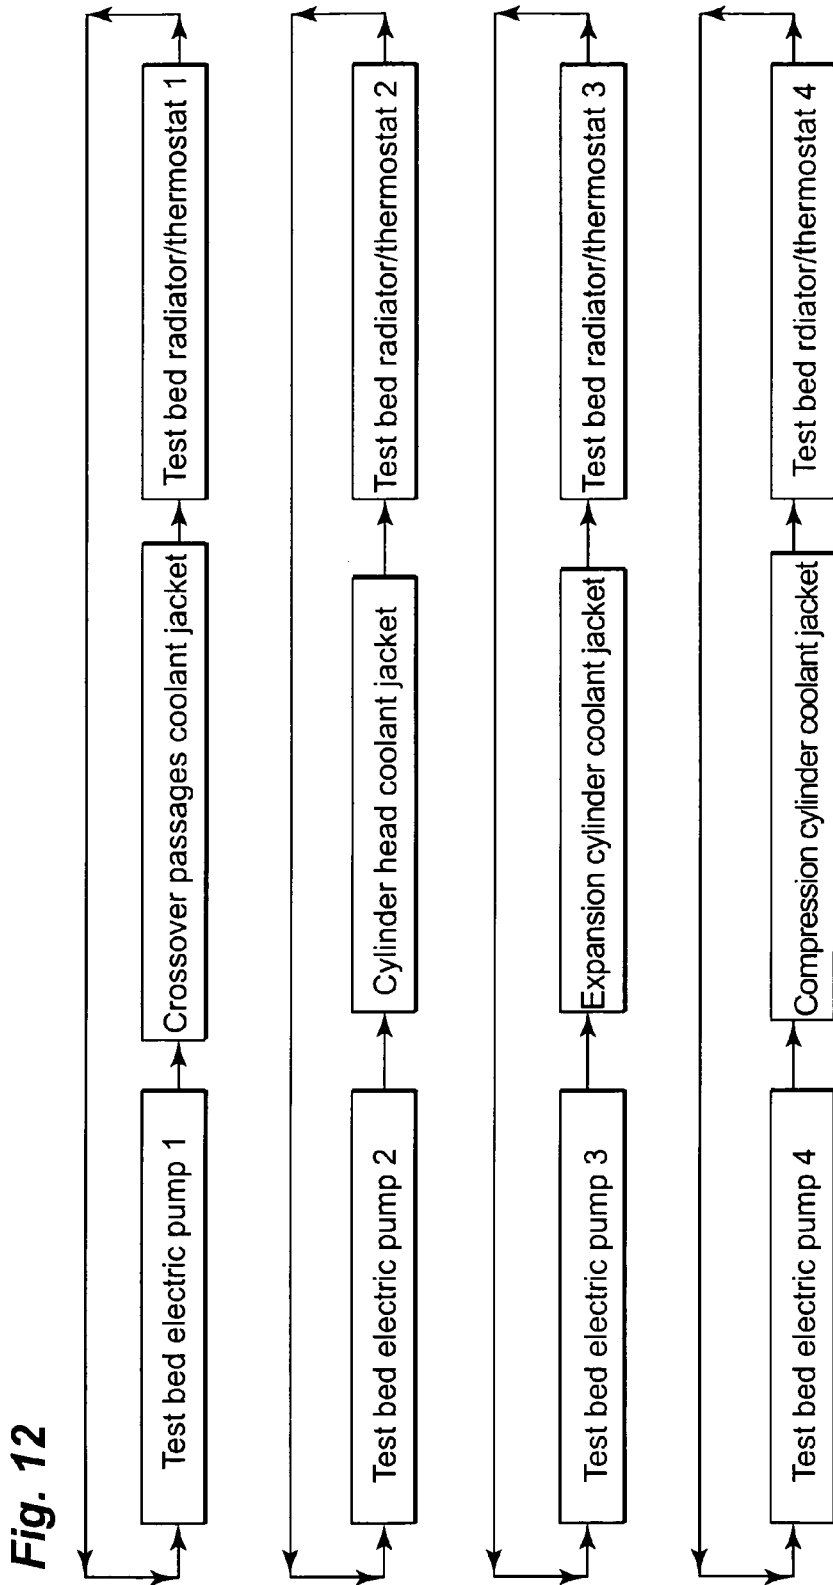 Fig. 12
Test bed electric pump 1
Crossover passages coolant jacket
Test bed radiator/thermostat 1
Test bed electric pump 2
Cylinder head coolant jacket
Test bed radiator/thermostat 2
Test bed electric pump 3
Expansion cylinder coolant jacket
Test bed radiator/thermostat 3
Test bed electric pump 4
Compression cylinder coolant jacket
Test bed rdiator/thermostat 4